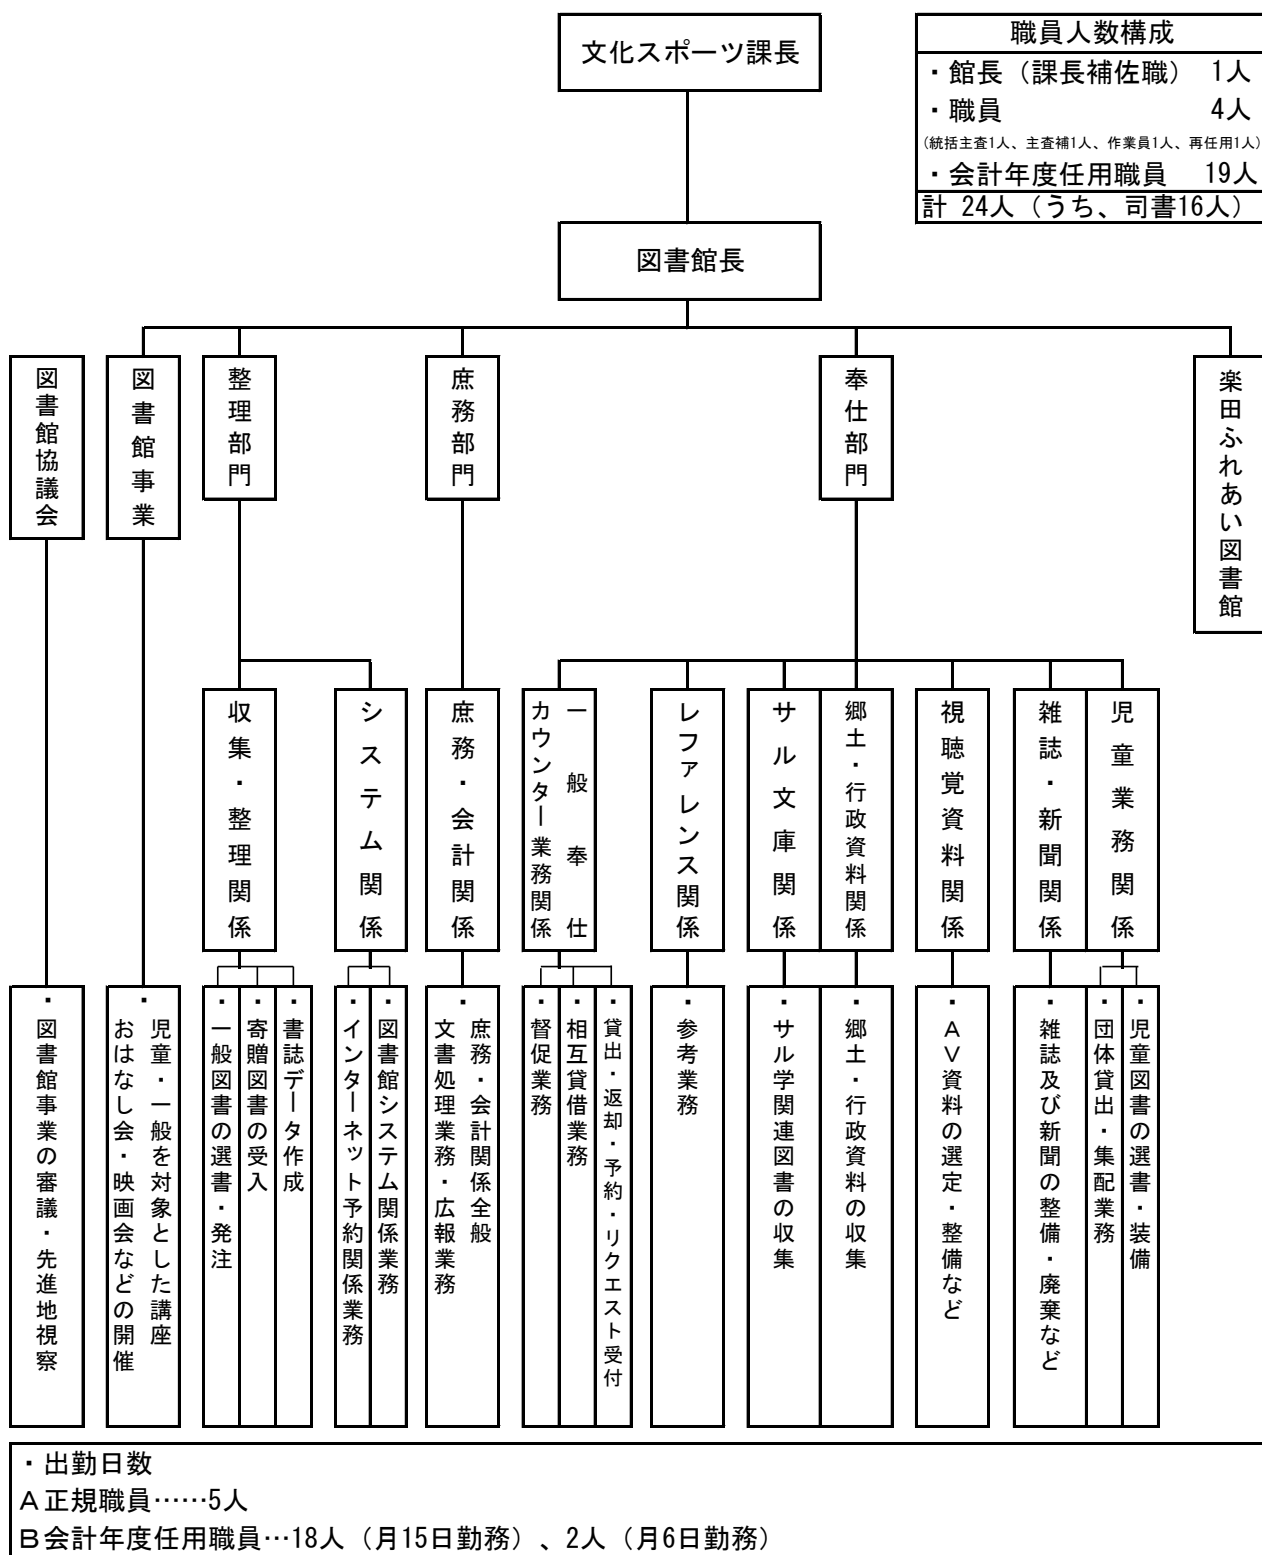 文化スポーツ課長
職員人数構成
・館長（課長補佐職） 1人
・職員 4人
(統括主査1人、主査補1人、作業員1人、再任用1人)
・会計年度任用職員 19人
計 24人（うち、司書16人）
図書館長
図書館協議会
図書館事業
整理部門
庶務部門
奉仕部門
楽田ふれあい図書館
収集・整理関係
システム関係
庶務・会計関係
一般奉仕
カウンター業務関係
レファレンス関係
サル文庫関係
郷土・行政資料関係
視聴覚資料関係
雑誌・新聞関係
児童業務関係
・図書館事業の審議・先進地視察
・児童・一般を対象とした講座
おはなし会・映画会などの開催
・一般図書の選書・発注
・寄贈図書の受入
・書誌データ作成
・インターネット予約関係業務
・図書館システム関係業務
・庶務・会計関係全般
・文書処理業務・広報業務
・督促業務
・相互貸借業務
・貸出・返却・予約・リクエスト受付
・参考業務
・サル学関連図書の収集
・郷土・行政資料の収集
・ＡＶ資料の選定・整備など
・雑誌及び新聞の整備・廃棄など
・団体貸出・集配業務
・児童図書の選書・装備
・出勤日数
Ａ正規職員……5人
Ｂ会計年度任用職員…18人（月15日勤務）、2人（月6日勤務）